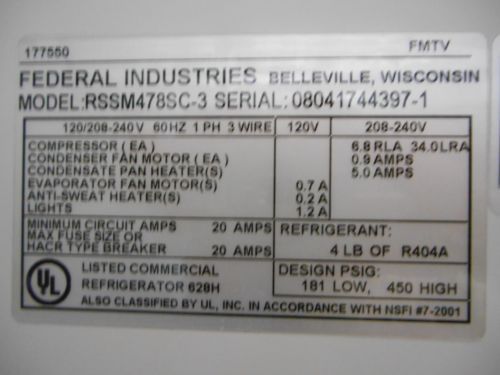 177550 FMTV
FEDERAL INDUSTRIES BELLEVILLE, WISCONSIN
MODEL:RSSM478SC-3 SERIAL: 08041744397-1
120/208-240V 60HZ 1 PH 3 WIRE 120V 208-240V
COMPRESSOR (EA) 6.8 RLA 34.0LRA
CONDENSER FAN MOTOR (EA) 0.9 AMPS
CONDENSATE PAN HEATER(S) 5.0 AMPS
EVAPORATOR FAN MOTOR(S) 0.7 A
ANTI-SWEAT HEATER(S) 0.2 A
LIGHTS 1.2 A
MINIMUM CIRCUIT AMPS 20 AMPS REFRIGERANT:
MAX FUSE SIZE OR
HACR TYPE BREAKER 20 AMPS 4 LB OF R404A
UL LISTED COMMERCIAL DESIGN PSIG:
REFRIGERATOR 628H 181 LOW, 450 HIGH
ALSO CLASSIFIED BY UL, INC. IN ACCORDANCE WITH NSFI #7-2001